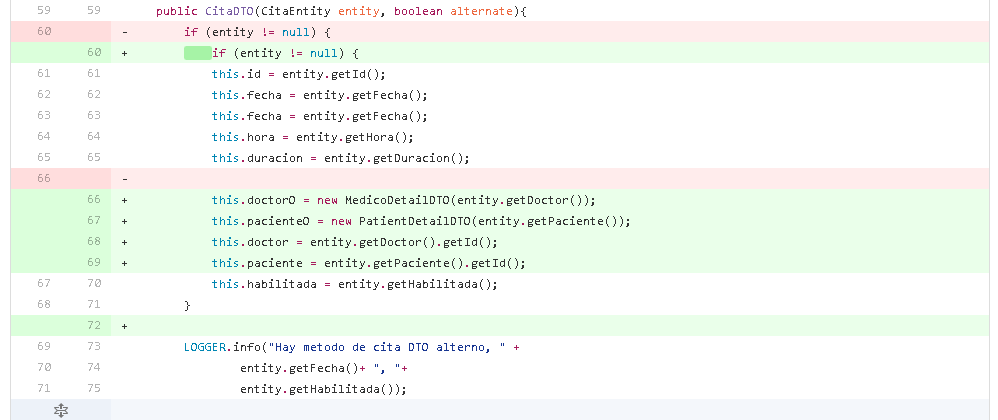 59 59 public CitaDTO(CitaEntity entity, boolean alternate){
60 - if (entity != null) {
60 + if (entity != null) {
61 61 this.id = entity.getId();
62 62 this.fecha = entity.getFecha();
63 63 this.fecha = entity.getFecha();
64 64 this.hora = entity.getHora();
65 65 this.duracion = entity.getDuracion();
66 -
66 + this.doctorO = new MedicoDetailDTO(entity.getDoctor());
67 + this.pacienteO = new PatientDetailDTO(entity.getPaciente());
68 + this.doctor = entity.getDoctor().getId();
69 + this.paciente = entity.getPaciente().getId();
67 70 this.habilitada = entity.getHabilitada();
68 71 }
72 +
69 73 LOGGER.info("Hay metodo de cita DTO alterno, " +
70 74 entity.getFecha()+ ", "+
71 75 entity.getHabilitada());